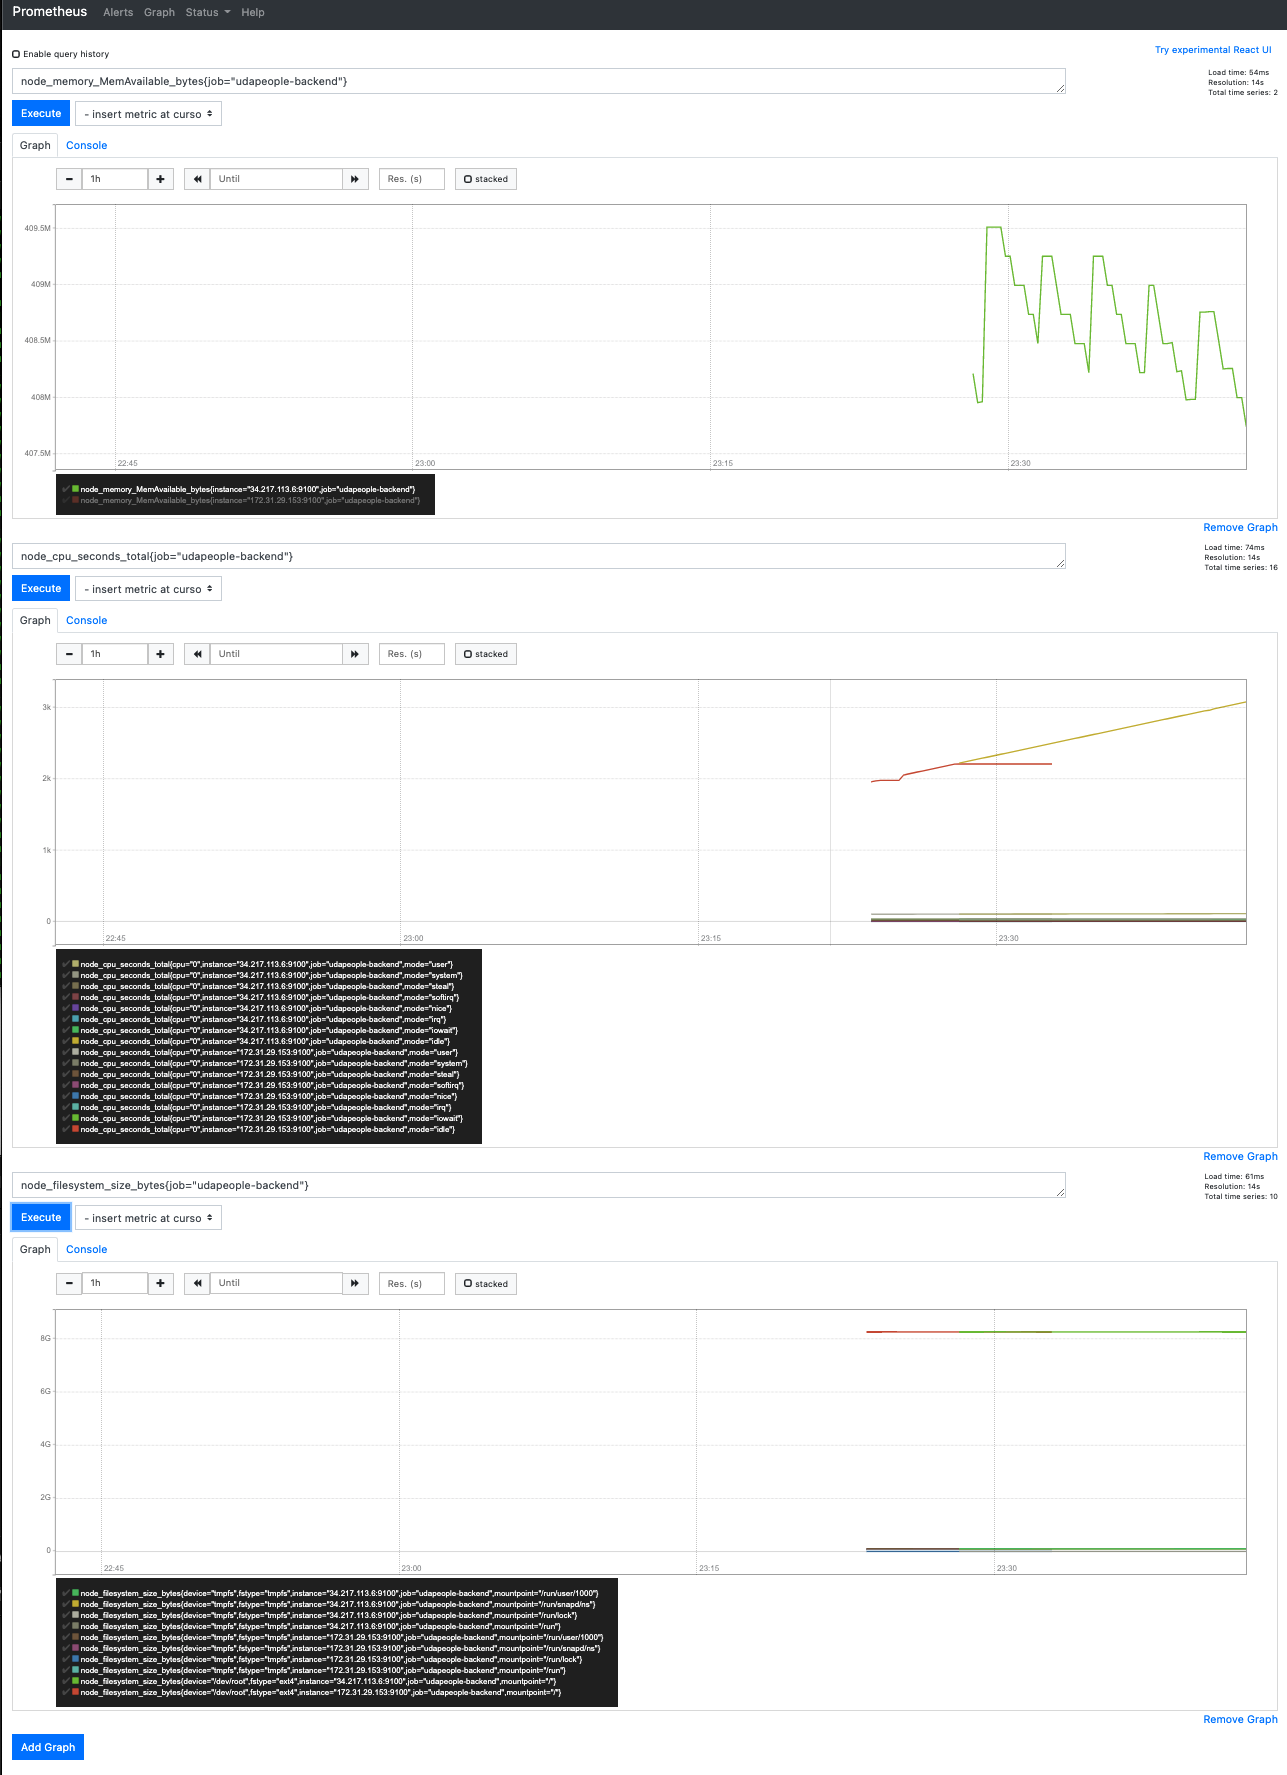 Prometheus Alerts Graph Status Help
Enable query history
Try experimental React UI
node_memory_MemAvailable_bytes{job="udapeople-backend"}
Load time: 54ms
Resolution: 14s
Total time series: 2
Execute - insert metric at curso
Graph Console
1h Until Res. (s) stacked
409.5M
409M
408.5M
408M
407.5M
22:45 23:00 23:15 23:30
node_memory_MemAvailable_bytes{instance="34.217.113.6:9100",job="udapeople-backend"}
node_memory_MemAvailable_bytes{instance="172.31.29.153:9100",job="udapeople-backend"}
Remove Graph
node_cpu_seconds_total{job="udapeople-backend"}
Load time: 74ms
Resolution: 14s
Total time series: 16
Execute - insert metric at curso
Graph Console
1h Until Res. (s) stacked
3k
2k
1k
0
22:45 23:00 23:15 23:30
node_cpu_seconds_total{cpu="0",instance="34.217.113.6:9100",job="udapeople-backend",mode="user"}
node_cpu_seconds_total{cpu="0",instance="34.217.113.6:9100",job="udapeople-backend",mode="system"}
node_cpu_seconds_total{cpu="0",instance="34.217.113.6:9100",job="udapeople-backend",mode="steal"}
node_cpu_seconds_total{cpu="0",instance="34.217.113.6:9100",job="udapeople-backend",mode="softirq"}
node_cpu_seconds_total{cpu="0",instance="34.217.113.6:9100",job="udapeople-backend",mode="nice"}
node_cpu_seconds_total{cpu="0",instance="34.217.113.6:9100",job="udapeople-backend",mode="irq"}
node_cpu_seconds_total{cpu="0",instance="34.217.113.6:9100",job="udapeople-backend",mode="iowait"}
node_cpu_seconds_total{cpu="0",instance="34.217.113.6:9100",job="udapeople-backend",mode="idle"}
node_cpu_seconds_total{cpu="0",instance="172.31.29.153:9100",job="udapeople-backend",mode="user"}
node_cpu_seconds_total{cpu="0",instance="172.31.29.153:9100",job="udapeople-backend",mode="system"}
node_cpu_seconds_total{cpu="0",instance="172.31.29.153:9100",job="udapeople-backend",mode="steal"}
node_cpu_seconds_total{cpu="0",instance="172.31.29.153:9100",job="udapeople-backend",mode="softirq"}
node_cpu_seconds_total{cpu="0",instance="172.31.29.153:9100",job="udapeople-backend",mode="nice"}
node_cpu_seconds_total{cpu="0",instance="172.31.29.153:9100",job="udapeople-backend",mode="irq"}
node_cpu_seconds_total{cpu="0",instance="172.31.29.153:9100",job="udapeople-backend",mode="iowait"}
node_cpu_seconds_total{cpu="0",instance="172.31.29.153:9100",job="udapeople-backend",mode="idle"}
Remove Graph
node_filesystem_size_bytes{job="udapeople-backend"}
Load time: 61ms
Resolution: 14s
Total time series: 10
Execute - insert metric at curso
Graph Console
1h Until Res. (s) stacked
8G
6G
4G
2G
0
22:45 23:00 23:15 23:30
node_filesystem_size_bytes{device="tmpfs",fstype="tmpfs",instance="34.217.113.6:9100",job="udapeople-backend",mountpoint="/run/user/1000"}
node_filesystem_size_bytes{device="tmpfs",fstype="tmpfs",instance="34.217.113.6:9100",job="udapeople-backend",mountpoint="/run/snapd/ns"}
node_filesystem_size_bytes{device="tmpfs",fstype="tmpfs",instance="34.217.113.6:9100",job="udapeople-backend",mountpoint="/run/lock"}
node_filesystem_size_bytes{device="tmpfs",fstype="tmpfs",instance="34.217.113.6:9100",job="udapeople-backend",mountpoint="/run"}
node_filesystem_size_bytes{device="tmpfs",fstype="tmpfs",instance="172.31.29.153:9100",job="udapeople-backend",mountpoint="/run/user/1000"}
node_filesystem_size_bytes{device="tmpfs",fstype="tmpfs",instance="172.31.29.153:9100",job="udapeople-backend",mountpoint="/run/snapd/ns"}
node_filesystem_size_bytes{device="tmpfs",fstype="tmpfs",instance="172.31.29.153:9100",job="udapeople-backend",mountpoint="/run/lock"}
node_filesystem_size_bytes{device="tmpfs",fstype="tmpfs",instance="172.31.29.153:9100",job="udapeople-backend",mountpoint="/run"}
node_filesystem_size_bytes{device="/dev/root",fstype="ext4",instance="34.217.113.6:9100",job="udapeople-backend",mountpoint="/"}
node_filesystem_size_bytes{device="/dev/root",fstype="ext4",instance="172.31.29.153:9100",job="udapeople-backend",mountpoint="/"}
Remove Graph
Add Graph